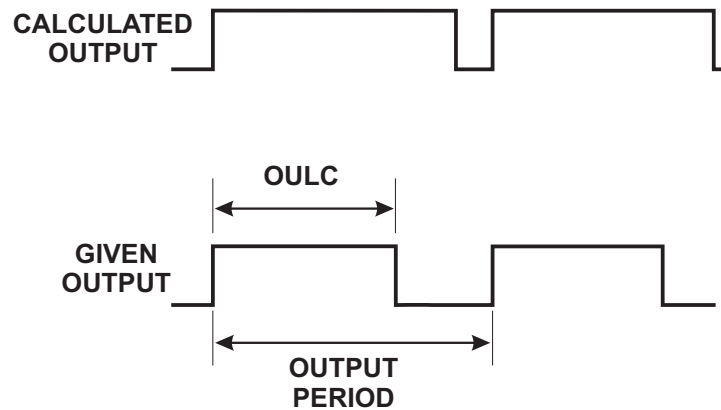 CALCULATED
OUTPUT
OULC
GIVEN
OUTPUT
OUTPUT
PERIOD